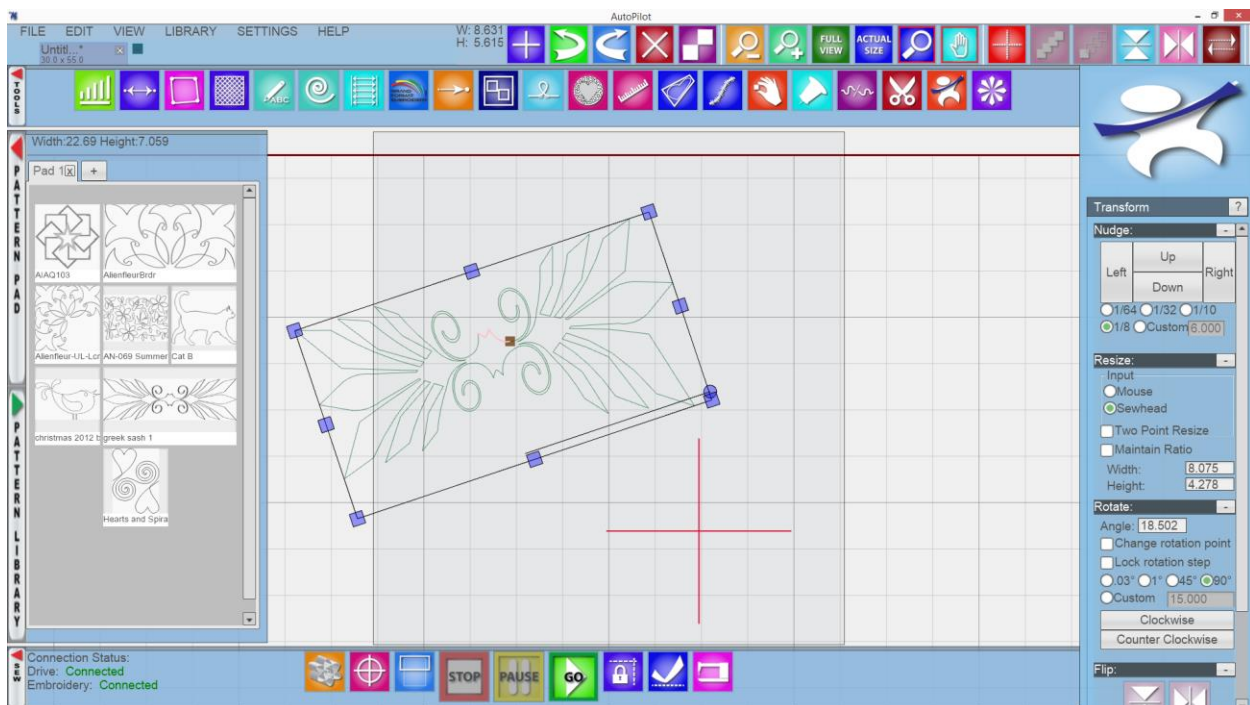 AutoPilot
FILE EDIT VIEW LIBRARY SETTINGS HELP
W: 8.631
H: 5.615
Untitl...*
30.0 x 55.0
FULL VIEW
ACTUAL SIZE
TOOLS
ABC
Width:22.69 Height:7.059
Pad 1 x +
PATTERN PAD
AIAQ103
AlienfleurBrdr
Alienfleur-UL-Lcr
AN-069 Summer
Cat B
christmas 2012 b
greek sash 1
Hearts and Spira
PATTERN LIBRARY
Transform ?
Nudge: -
Up
Left
Right
Down
1/64 1/32 1/10
1/8 Custom 6.000
Resize: -
Input
Mouse
Sewhead
Two Point Resize
Maintain Ratio
Width: 8.075
Height: 4.278
Rotate: -
Angle: 18.502
Change rotation point
Lock rotation step
.03° 1° 45° 90°
Custom 15.000
Clockwise
Counter Clockwise
Flip: -
SEW
Connection Status:
Drive: Connected
Embroidery: Connected
STOP
PAUSE
GO